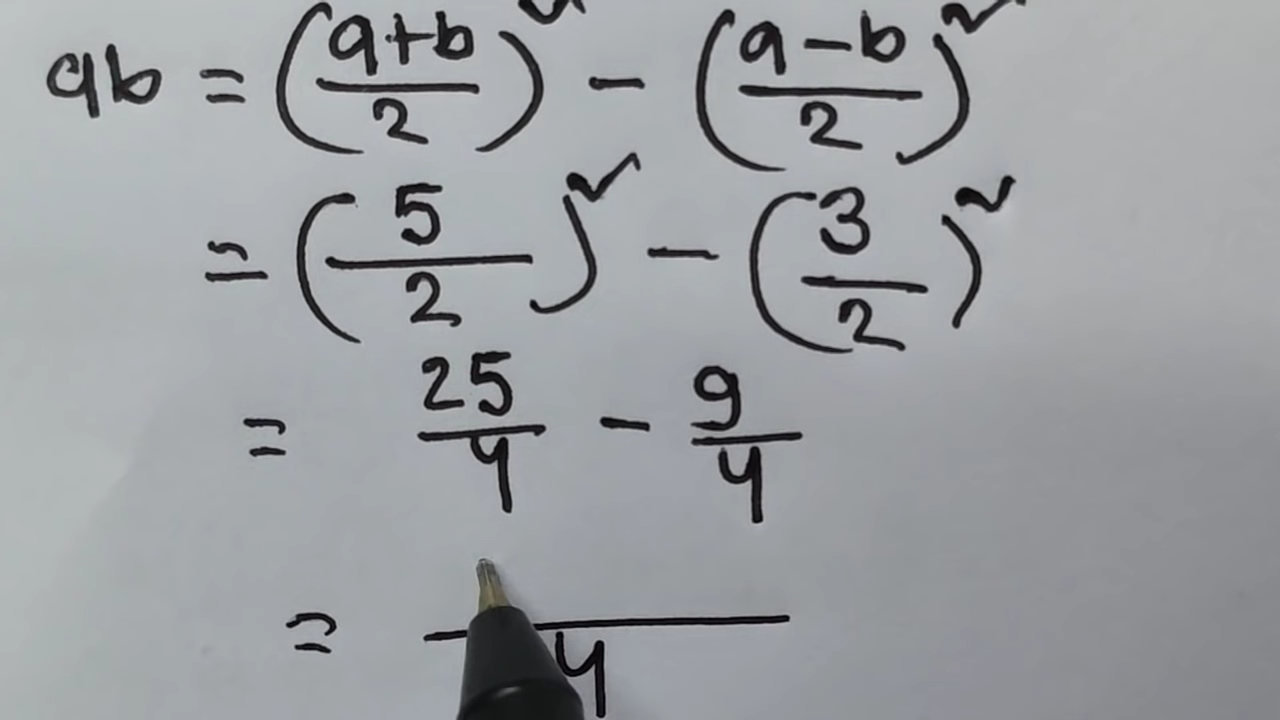 ab = ((a+b)/2)² - ((a-b)/2)²
= (5/2)² - (3/2)²
= 25/4 - 9/4
= /4